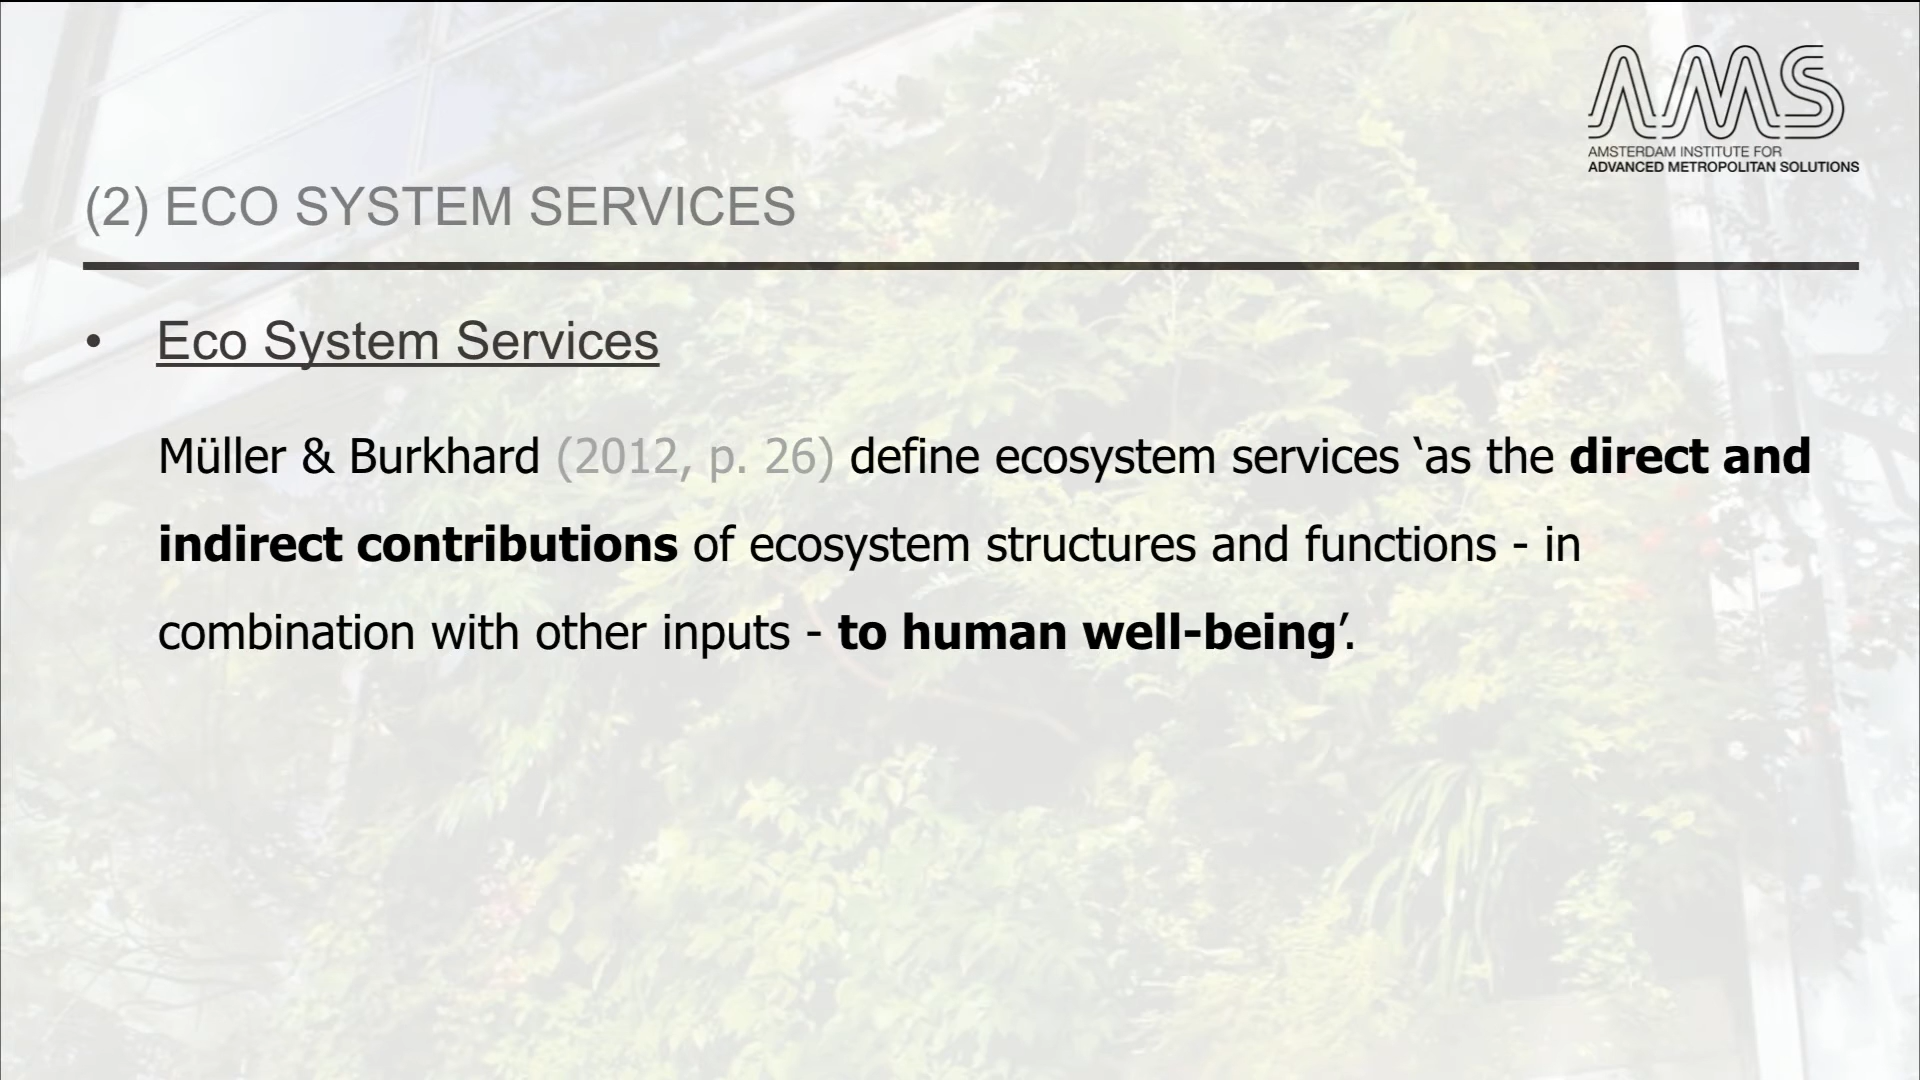 AMS
AMSTERDAM INSTITUTE FOR
ADVANCED METROPOLITAN SOLUTIONS
(2) ECO SYSTEM SERVICES
• Eco System Services
Müller & Burkhard (2012, p. 26) define ecosystem services ‘as the direct and
indirect contributions of ecosystem structures and functions - in
combination with other inputs - to human well-being’.